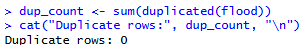 > dup_count <- sum(duplicated(flood))
> cat("Duplicate rows:", dup_count, "\n")
Duplicate rows: 0